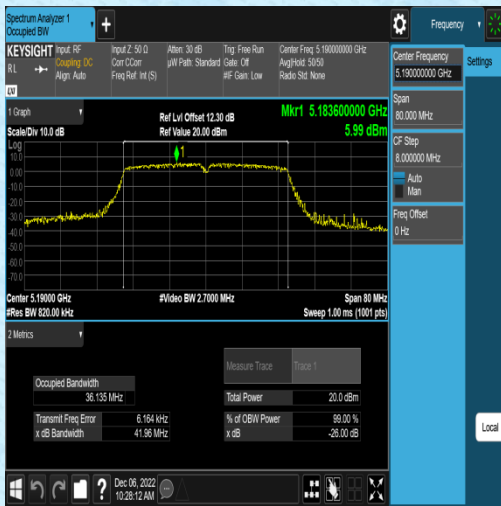 Spectrum Analyzer 1
Occupied BW
Frequency
KEYSIGHT
RL
LXI
Input: RF
Coupling: DC
Align: Auto
Input Z: 50 Ω
Corr CCorr
Freq Ref: Int (S)
Atten: 30 dB
µW Path: Standard
Trig: Free Run
Gate: Off
#IF Gain: Low
Center Freq: 5.190000000 GHz
Avg|Hold: 50/50
Radio Std: None
Center Frequency
5.190000000 GHz
Settings
Span
80.000 MHz
CF Step
8.000000 MHz
Auto
Man
Freq Offset
0 Hz
Local
1 Graph
Scale/Div 10.0 dB
Ref Lvl Offset 12.30 dB
Ref Value 20.00 dBm
Mkr1 5.183600000 GHz
5.99 dBm
Log
10.0
0.00
-10.0
-20.0
-30.0
-40.0
-50.0
-60.0
-70.0
1
Center 5.19000 GHz
#Res BW 820.00 kHz
#Video BW 2.7000 MHz
Span 80 MHz
Sweep 1.00 ms (1001 pts)
2 Metrics
Measure Trace
Trace 1
Occupied Bandwidth
36.135 MHz
Total Power
20.0 dBm
Transmit Freq Error
6.164 kHz
% of OBW Power
99.00 %
x dB Bandwidth
41.96 MHz
x dB
-26.00 dB
?
Dec 06, 2022
10:28:12 AM